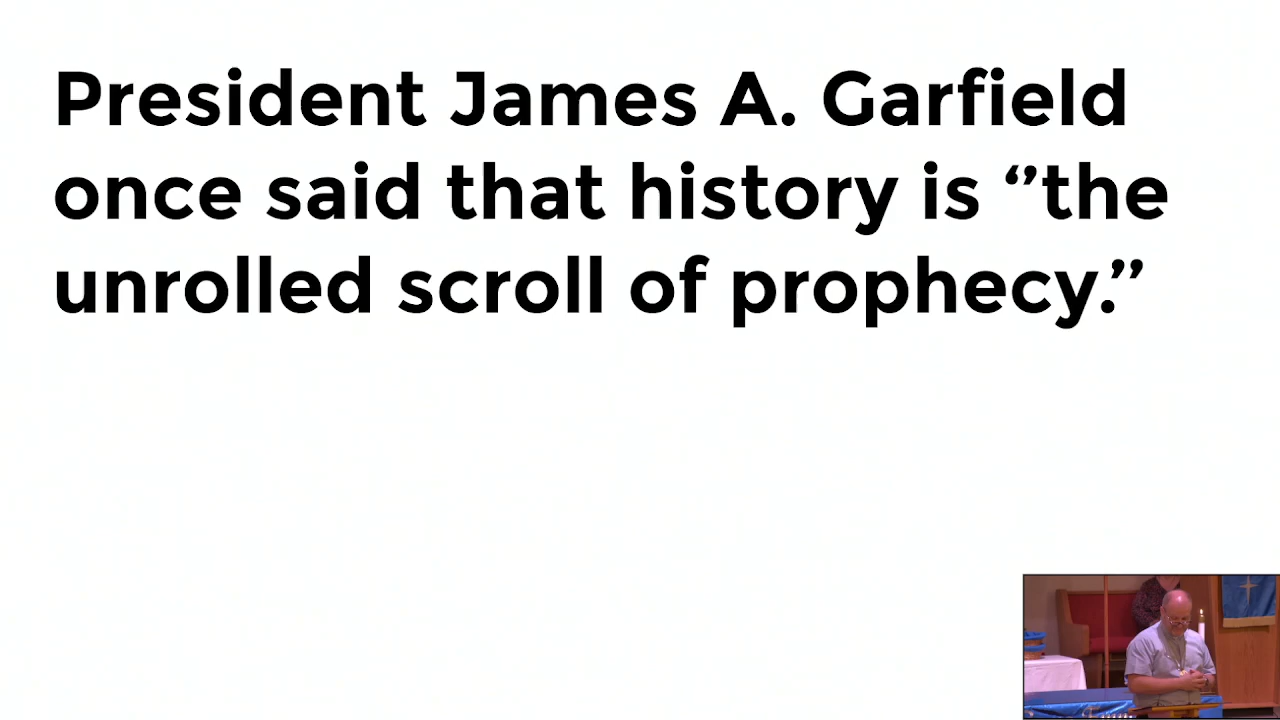 President James A. Garfield
once said that history is “the
unrolled scroll of prophecy.”